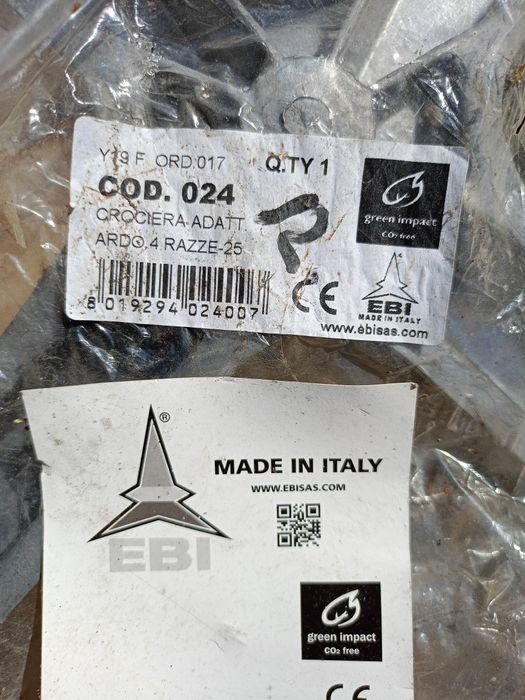 Y19 F ORD.017 Q.TY 1
COD. 024
CROCIERA ADATT
ARDO 4 RAZZE-25
P
8 019294 024007
CE
green impact
CO2 free
EBI
MADE IN ITALY
www.ebisas.com
®
EBI
MADE IN ITALY
WWW.EBISAS.COM
green impact
CO2 free
CE